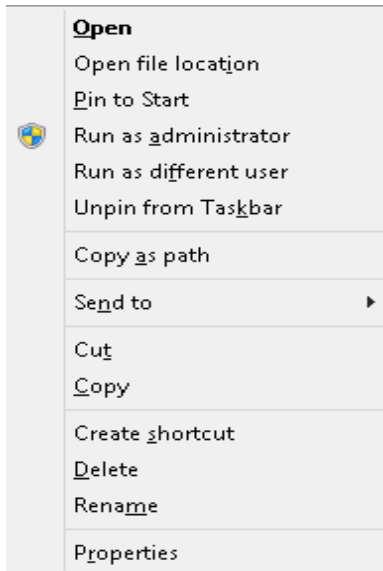 Open
Open file location
Pin to Start
Run as administrator
Run as different user
Unpin from Taskbar
Copy as path
Send to
Cut
Copy
Create shortcut
Delete
Rename
Properties